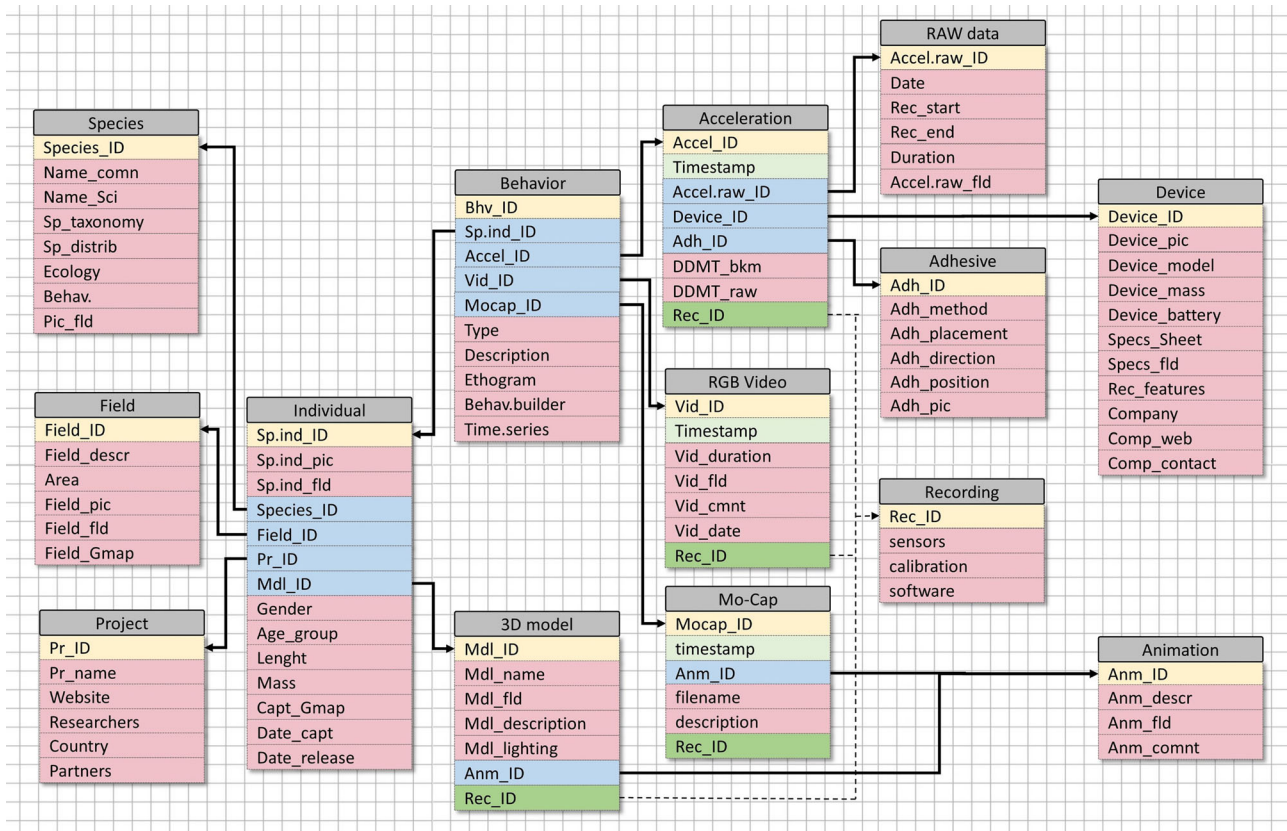 Species
Species_ID
Name_comn
Name_Sci
Sp_taxonomy
Sp_distrib
Ecology
Behav.
Pic_fld
Field
Field_ID
Field_descr
Area
Field_pic
Field_fld
Field_Gmap
Project
Pr_ID
Pr_name
Website
Researchers
Country
Partners
Individual
Sp.ind_ID
Sp.ind_pic
Sp.ind_fld
Species_ID
Field_ID
Pr_ID
Mdl_ID
Gender
Age_group
Lenght
Mass
Capt_Gmap
Date_capt
Date_release
Behavior
Bhv_ID
Sp.ind_ID
Accel_ID
Vid_ID
Mocap_ID
Type
Description
Ethogram
Behav.builder
Time.series
3D model
Mdl_ID
Mdl_name
Mdl_fld
Mdl_description
Mdl_lighting
Anm_ID
Rec_ID
Acceleration
Accel_ID
Timestamp
Accel.raw_ID
Device_ID
Adh_ID
DDMT_bkm
DDMT_raw
Rec_ID
RGB Video
Vid_ID
Timestamp
Vid_duration
Vid_fld
Vid_cmnt
Vid_date
Rec_ID
Mo-Cap
Mocap_ID
timestamp
Anm_ID
filename
description
Rec_ID
RAW data
Accel.raw_ID
Date
Rec_start
Rec_end
Duration
Accel.raw_fld
Adhesive
Adh_ID
Adh_method
Adh_placement
Adh_direction
Adh_position
Adh_pic
Recording
Rec_ID
sensors
calibration
software
Device
Device_ID
Device_pic
Device_model
Device_mass
Device_battery
Specs_Sheet
Specs_fld
Rec_features
Company
Comp_web
Comp_contact
Animation
Anm_ID
Anm_descr
Anm_fld
Anm_comnt